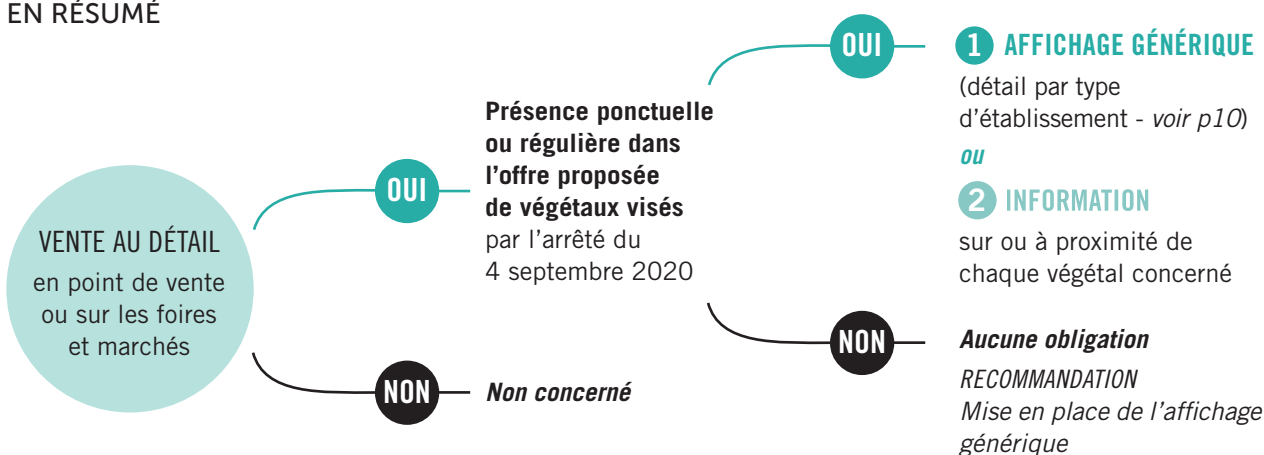 EN RÉSUMÉ
VENTE AU DÉTAIL
en point de vente
ou sur les foires
et marchés
OUI
Présence ponctuelle
ou régulière dans
l'offre proposée
de végétaux visés
par l'arrêté du
4 septembre 2020
OUI
1 AFFICHAGE GÉNÉRIQUE
(détail par type
d'établissement - voir p10)
ou
2 INFORMATION
sur ou à proximité de
chaque végétal concerné
NON
Aucune obligation
RECOMMANDATION
Mise en place de l'affichage
générique
NON
Non concerné